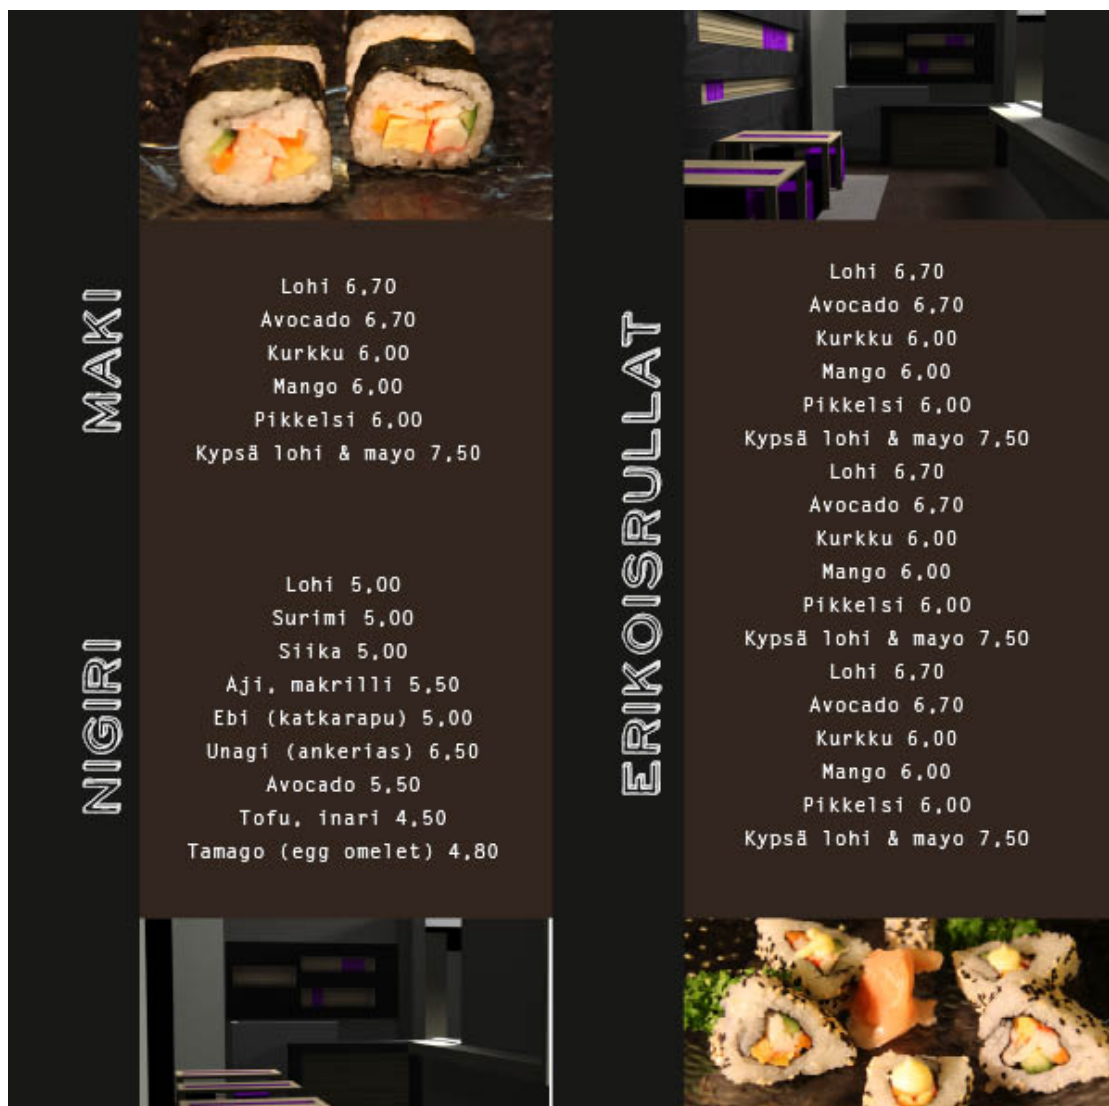 MAKI
Lohi 6,70
Avocado 6,70
Kurkku 6,00
Mango 6,00
Pikkelsi 6,00
Kypsä lohi & mayo 7,50
NIGIRI
Lohi 5,00
Surimi 5,00
Siika 5,00
Aji, makrilli 5,50
Ebi (katkarapu) 5,00
Unagi (ankerias) 6,50
Avocado 5,50
Tofu, inari 4,50
Tamago (egg omelet) 4,80
ERIKOISRULLAT
Lohi 6,70
Avocado 6,70
Kurkku 6,00
Mango 6,00
Pikkelsi 6,00
Kypsä lohi & mayo 7,50
Lohi 6,70
Avocado 6,70
Kurkku 6,00
Mango 6,00
Pikkelsi 6,00
Kypsä lohi & mayo 7,50
Lohi 6,70
Avocado 6,70
Kurkku 6,00
Mango 6,00
Pikkelsi 6,00
Kypsä lohi & mayo 7,50